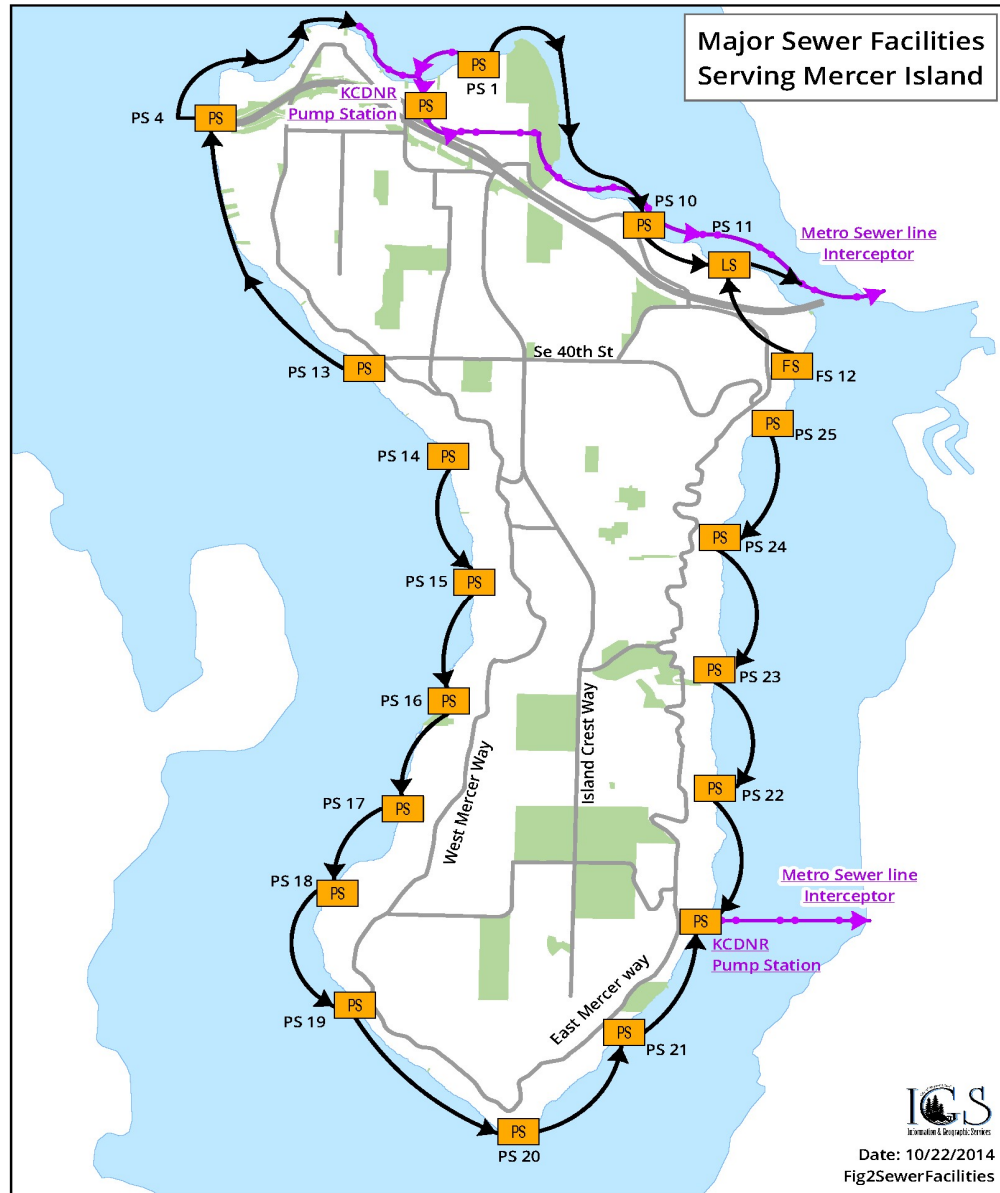 Major Sewer Facilities
Serving Mercer Island
PS
PS 1
KCDNR
Pump Station
PS
PS 4
PS
PS 10
PS
PS 11
LS
Metro Sewer line
Interceptor
Se 40th St
PS 13
PS
FS
FS 12
PS
PS 25
PS 14
PS
PS
PS 24
PS 15
PS
PS
PS 23
PS 16
PS
Island Crest Way
West Mercer Way
PS
PS 22
PS 17
PS
PS 18
PS
Metro Sewer line
Interceptor
PS
KCDNR
Pump Station
East Mercer way
PS 19
PS
PS
PS 21
PS
PS 20
IGS
Information & Geographic Services
Date: 10/22/2014
Fig2SewerFacilities